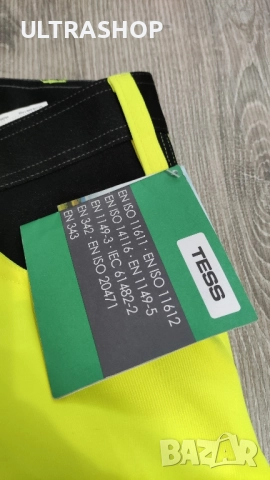 ULTRASHOP
TESS
EN ISO 11611 · EN ISO 11612
EN ISO 14116 · EN 1149-5
EN 1149-3 · IEC 61482-2
EN 342 · EN ISO 20471
EN 343
BAZAR